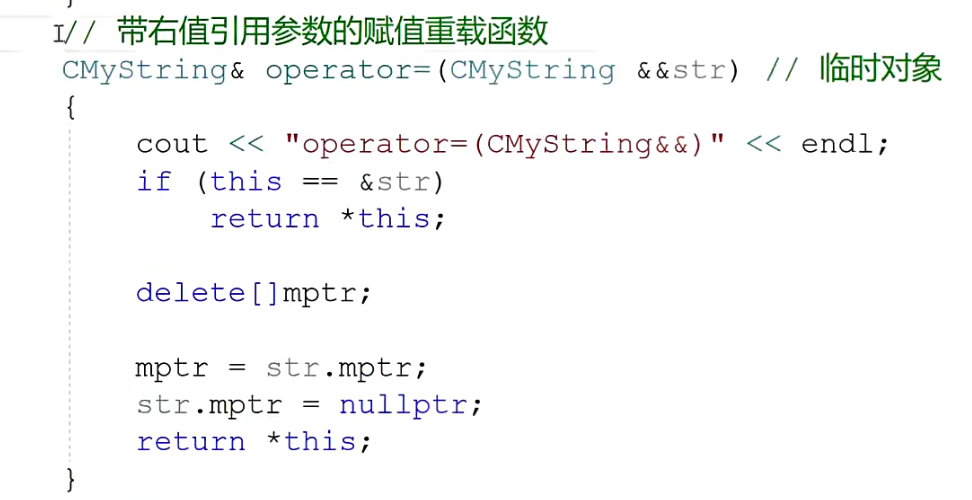 // 带右值引用参数的赋值重载函数
CMyString& operator=(CMyString &&str) // 临时对象
{
    cout << "operator=(CMyString&&)" << endl;
    if (this == &str)
        return *this;

    delete[]mptr;

    mptr = str.mptr;
    str.mptr = nullptr;
    return *this;
}